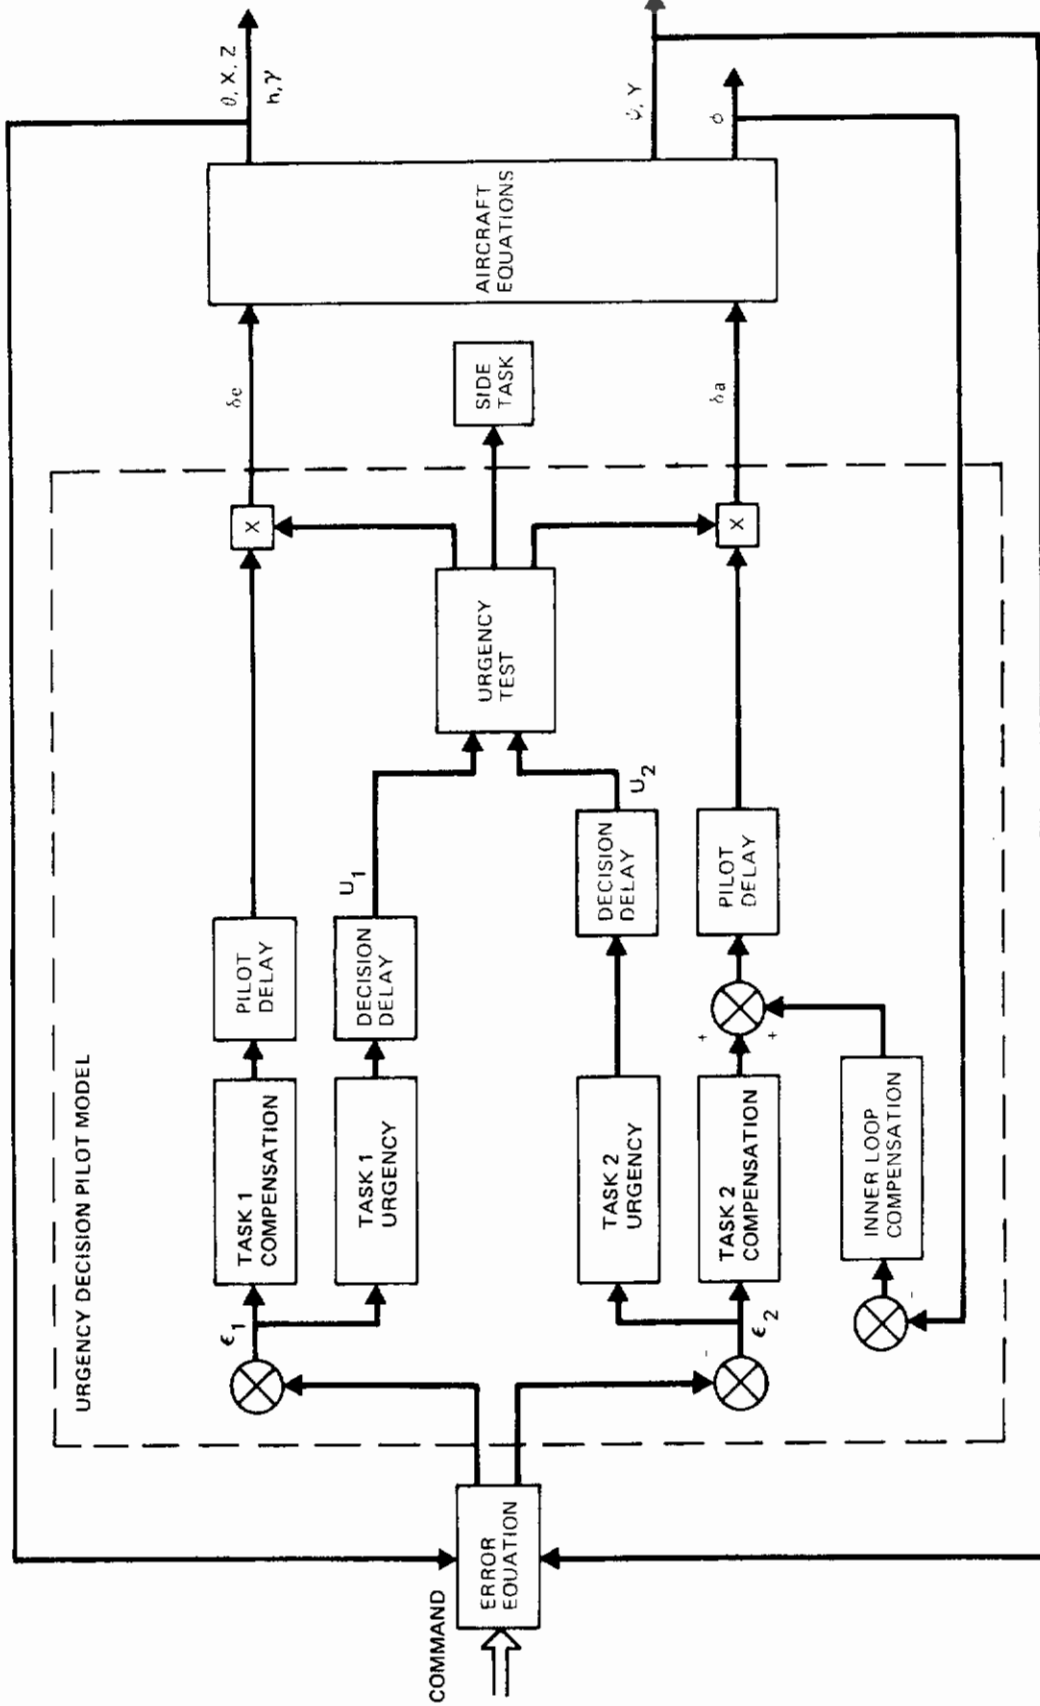 URGENCY DECISION PILOT MODEL
COMMAND
ERROR
EQUATION
ϵ1
TASK 1
COMPENSATION
PILOT
DELAY
X
δe
θ, X, Z
h, γ
TASK 1
URGENCY
DECISION
DELAY
U1
URGENCY
TEST
SIDE
TASK
AIRCRAFT
EQUATIONS
TASK 2
URGENCY
DECISION
DELAY
U2
-
ϵ2
TASK 2
COMPENSATION
+
+
PILOT
DELAY
X
δa
, Y
ϕ
-
INNER LOOP
COMPENSATION